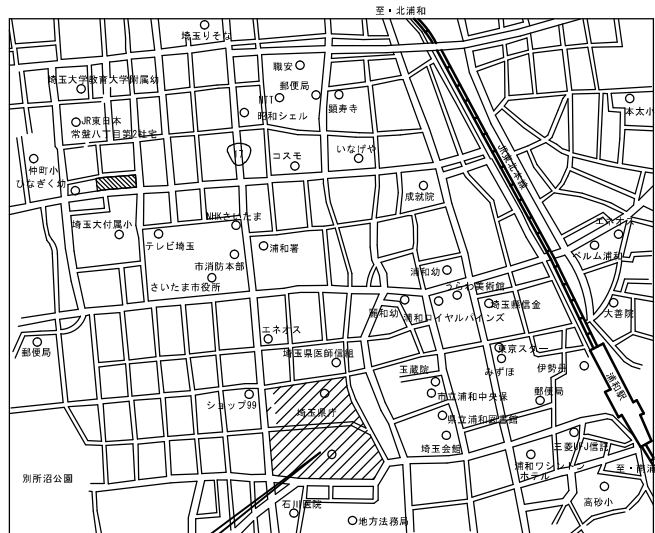 至・北浦和
埼玉りそな
職安
埼玉大学教育大学附属幼
郵便局
NTT
昭和シェル
顕寿寺
本太小
JR東日本
常盤八丁目第2社宅
17
いなげや
コスモ
仲町小
ひなぎく幼
成就院
NHKさいたま
埼玉大付属小
テレビ埼玉
浦和署
エネオス
ベルム浦和
市消防本部
浦和幼
さいたま市役所
うらわ美術館
埼玉縣信金
麗和幼
浦和ロイヤルパインズ
大善院
エネオス
郵便局
埼玉県医師信組
東京スター
みずほ
伊勢丹
玉蔵院
浦和駅
ショップ99
埼玉県庁
市立浦和中央保
郵便局
県立浦和図書館
埼玉会館
三菱UFJ信託
浦和ワシントン
ホテル
至・南浦
別所沼公園
石川医院
地方法務局
高砂小